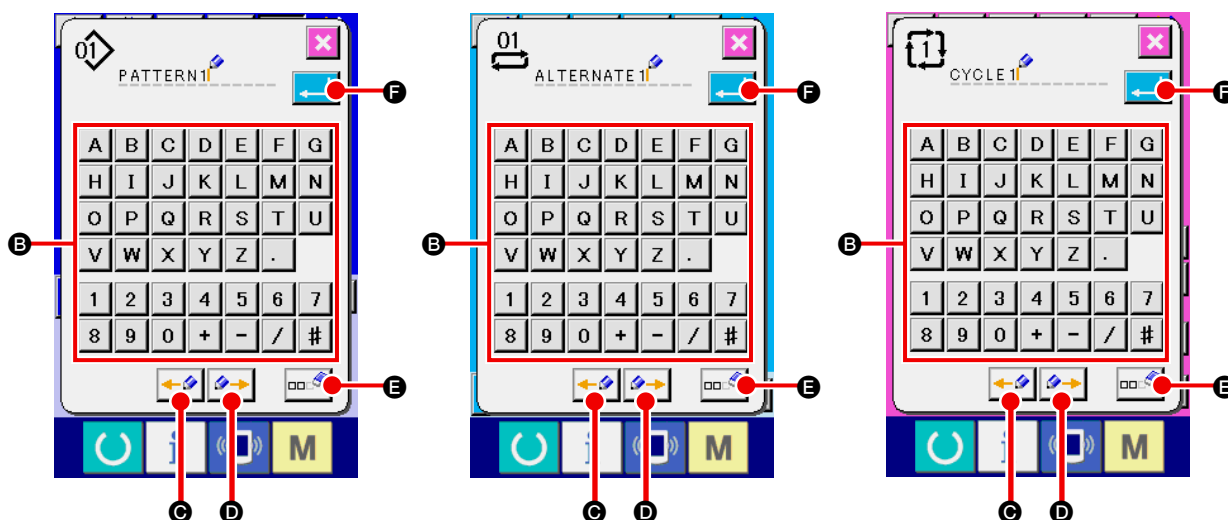 01
PATTERN1
F
A B C D E F G
H I J K L M N
O P Q R S T U
B
V W X Y Z .
1 2 3 4 5 6 7
8 9 0 + - / #
E
i M
C D
01
ALTERNATE1
F
A B C D E F G
H I J K L M N
O P Q R S T U
B
V W X Y Z .
1 2 3 4 5 6 7
8 9 0 + - / #
E
i M
C D
1
CYCLE1
F
A B C D E F G
H I J K L M N
O P Q R S T U
B
V W X Y Z .
1 2 3 4 5 6 7
8 9 0 + - / #
E
i M
C D